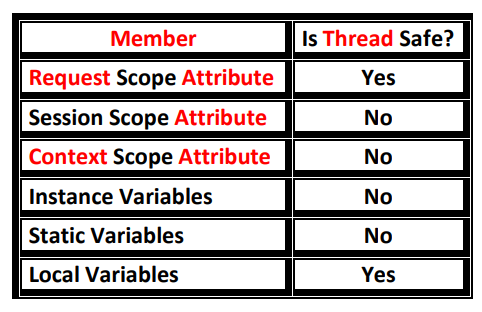 Member Is Thread Safe?
Request Scope Attribute Yes
Session Scope Attribute No
Context Scope Attribute No
Instance Variables No
Static Variables No
Local Variables Yes